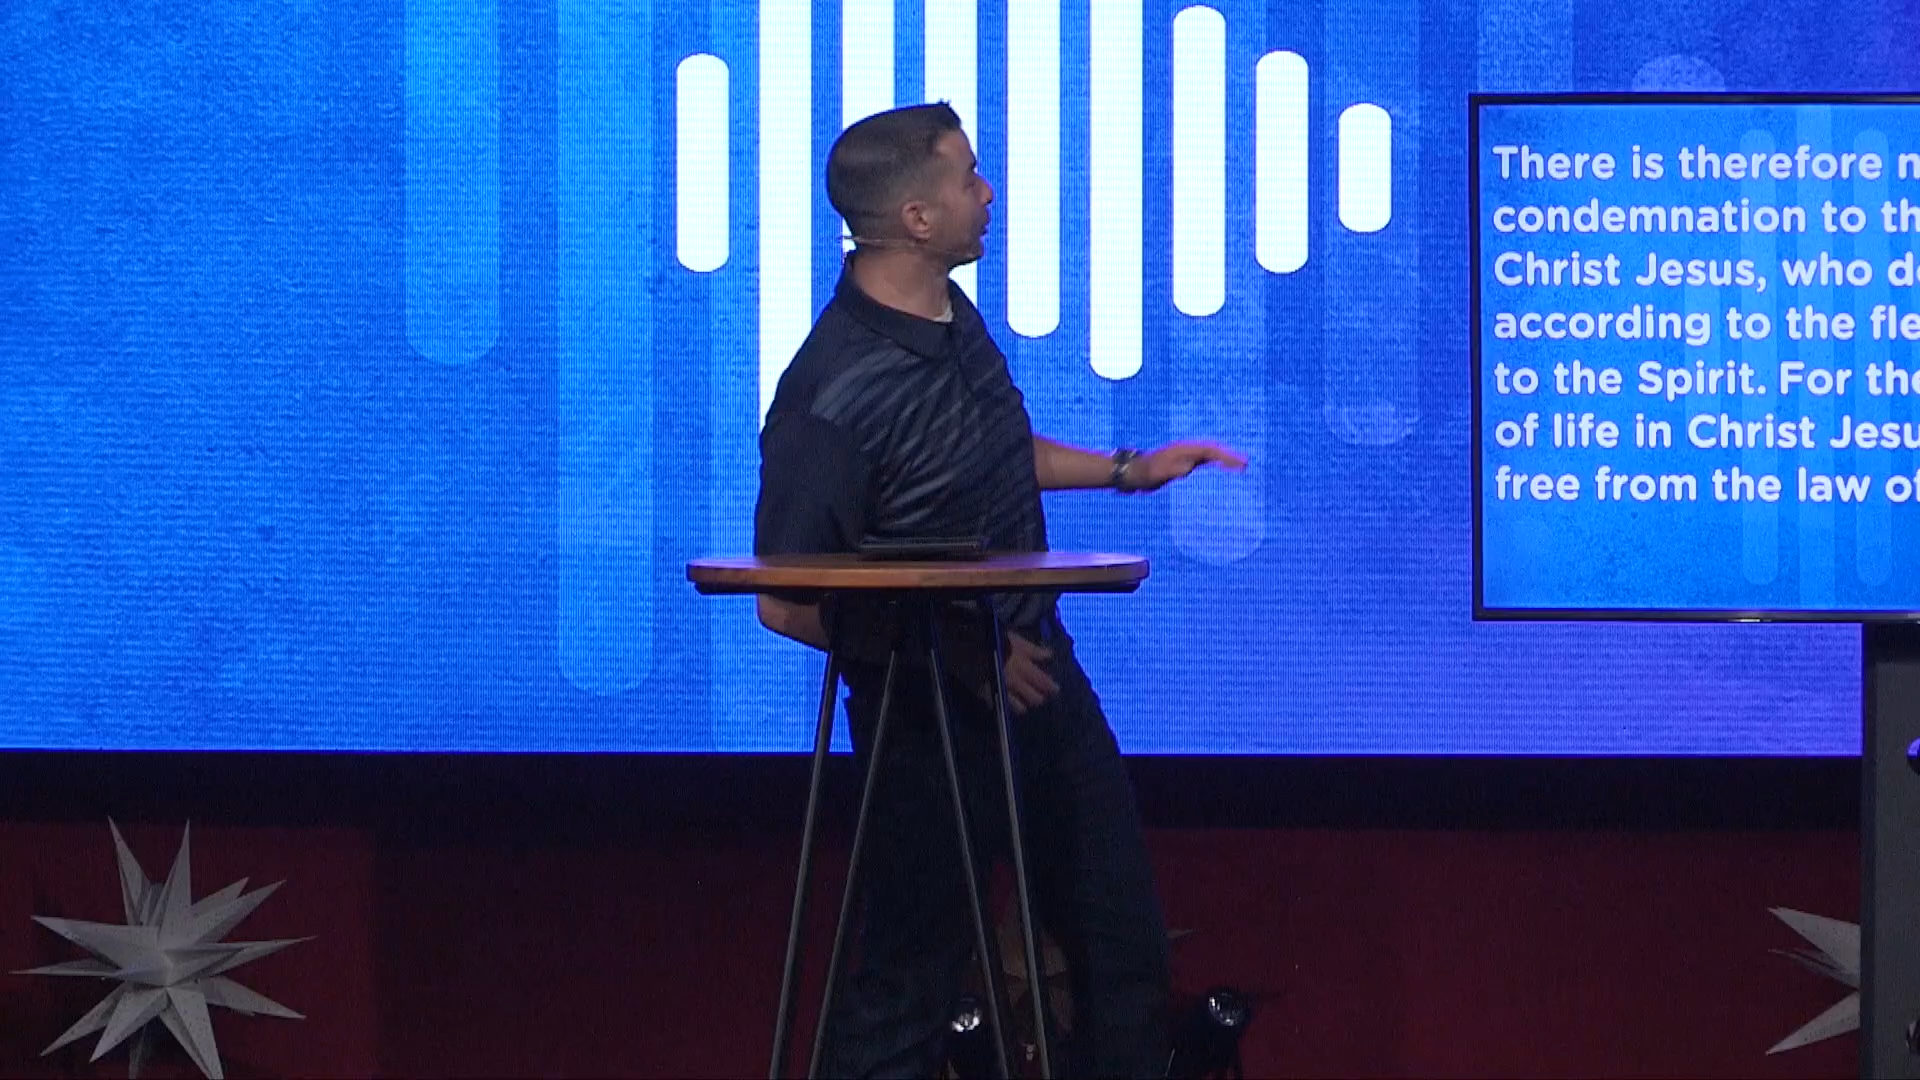 There is therefore
condemnation to
Christ Jesus, who
according to the
to the Spirit. For
of life in Christ
free from the law